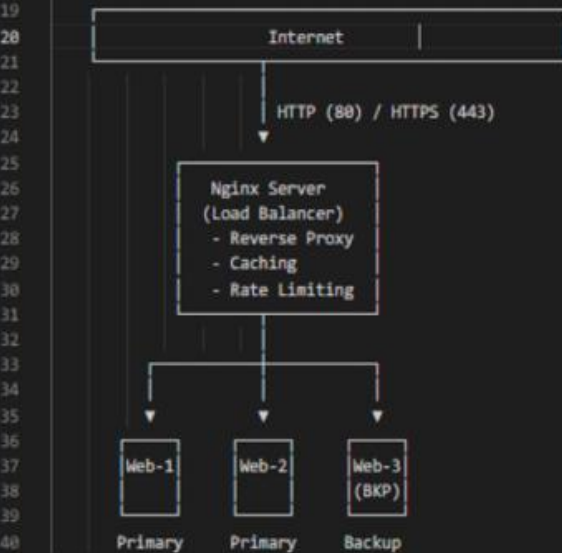 19
20 Internet
21
22
23 HTTP (80) / HTTPS (443)
24
25
26 Nginx Server
27 (Load Balancer)
28 - Reverse Proxy
29 - Caching
30 - Rate Limiting
31
32
33
34
35
36
37 Web-1 Web-2 Web-3
38 (BKP)
39
40 Primary Primary Backup